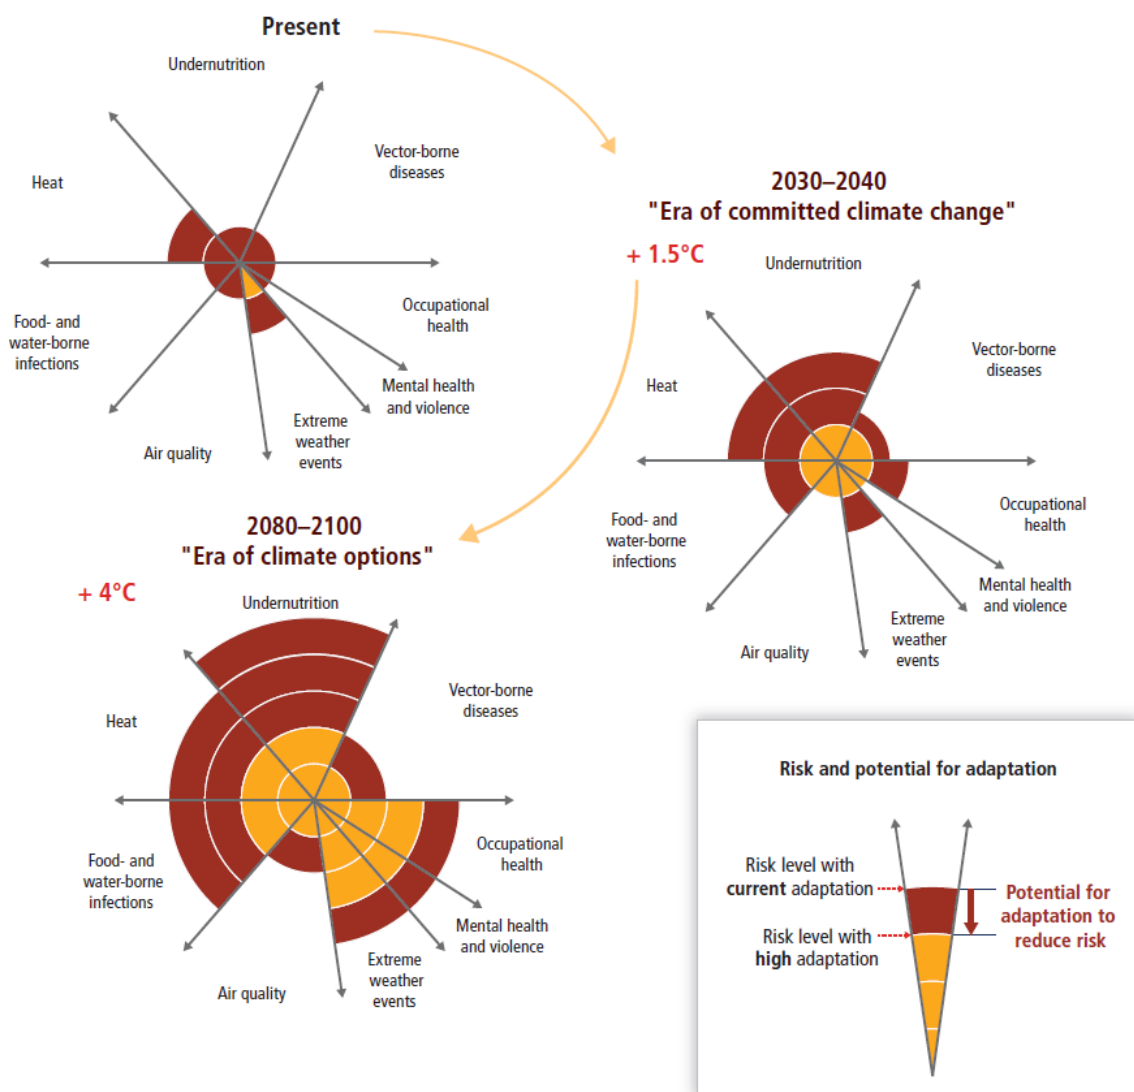 Present
Undernutrition
Vector-borne
diseases
Heat
Occupational
health
Food- and
water-borne
infections
Mental health
and violence
Extreme
weather
events
Air quality
2030–2040
"Era of committed climate change"
+ 1.5°C
Undernutrition
Vector-borne
diseases
Heat
Occupational
health
Food- and
water-borne
infections
Mental health
and violence
Extreme
weather
events
Air quality
2080–2100
"Era of climate options"
+ 4°C
Undernutrition
Vector-borne
diseases
Heat
Occupational
health
Food- and
water-borne
infections
Mental health
and violence
Extreme
weather
events
Air quality
Risk and potential for adaptation
Risk level with
current adaptation
Potential for
adaptation to
reduce risk
Risk level with
high adaptation